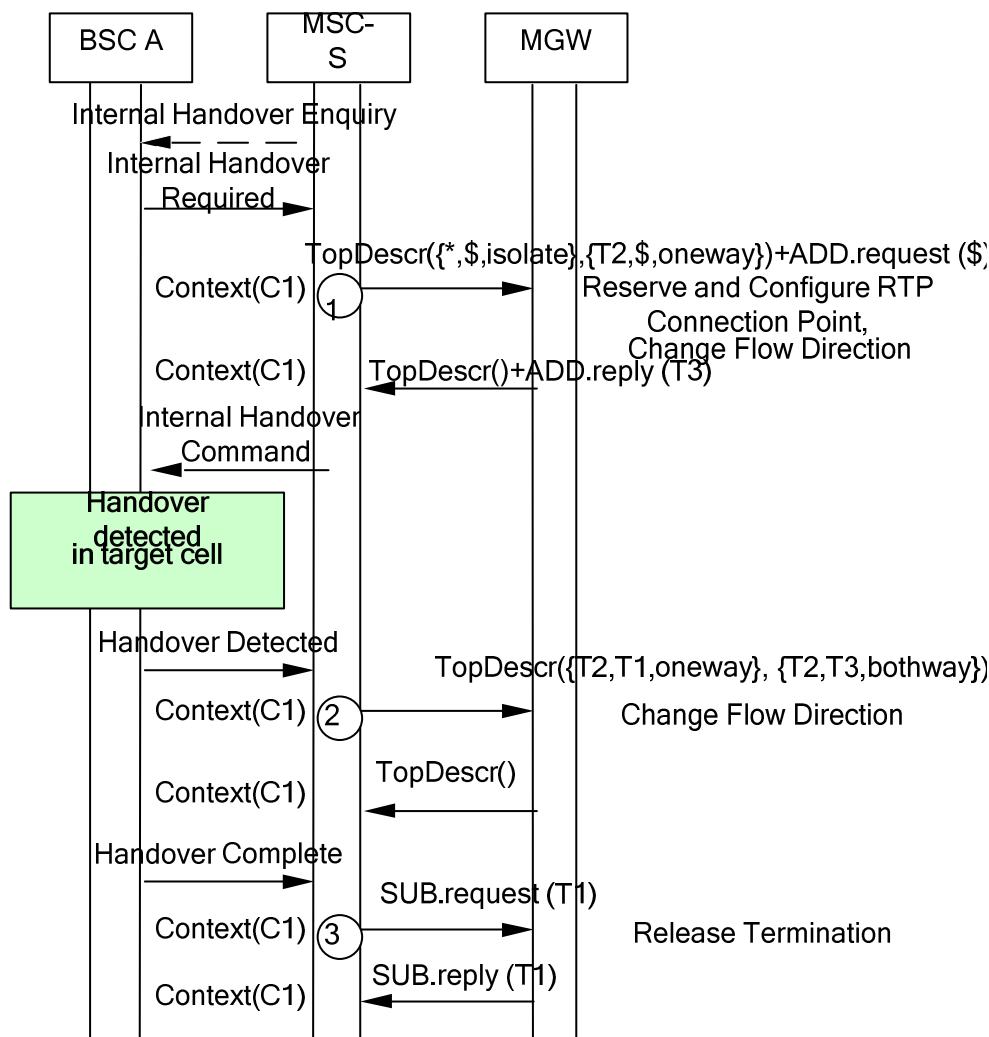 BSC A
MSC-
S
MGW
Internal Handover Enquiry
Internal Handover
Required
TopDescr({*,$,isolate},{T2,$,oneway})+ADD.request ($)
Context(C1)
1
Reserve and Configure RTP
Connection Point,
Change Flow Direction
Context(C1)
TopDescr()+ADD.reply (T3)
Internal Handover
Command
Handover
detected
in target cell
Handover Detected
TopDescr({T2,T1,oneway}, {T2,T3,bothway})
Context(C1)
2
Change Flow Direction
TopDescr()
Context(C1)
Handover Complete
SUB.request (T1)
Context(C1)
3
Release Termination
SUB.reply (T1)
Context(C1)